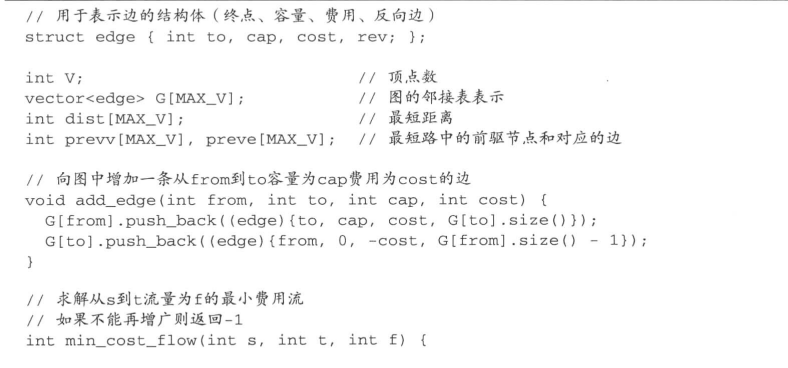 // 用于表示边的结构体（终点、容量、费用、反向边）
struct edge { int to, cap, cost, rev; };
int V; // 顶点数
vector<edge> G[MAX_V]; // 图的邻接表表示
int dist[MAX_V]; // 最短距离
int prevv[MAX_V], preve[MAX_V]; // 最短路中的前驱节点和对应的边
// 向图中增加一条从from到to容量为cap费用为cost的边
void add_edge(int from, int to, int cap, int cost) {
G[from].push_back((edge){to, cap, cost, G[to].size()});
G[to].push_back((edge){from, 0, -cost, G[from].size() - 1});
}
// 求解从s到t流量为f的最小费用流
// 如果不能再增广则返回-1
int min_cost_flow(int s, int t, int f) {